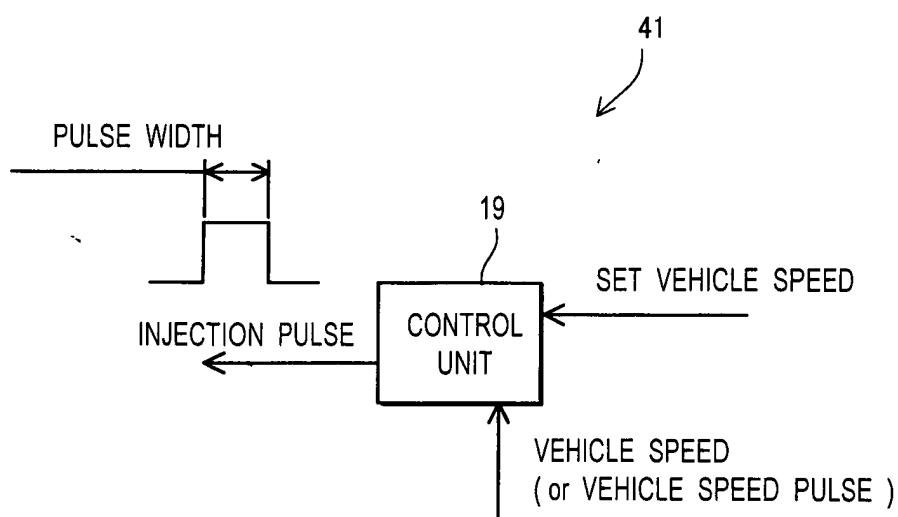 41
PULSE WIDTH
19
SET VEHICLE SPEED
INJECTION PULSE
CONTROL
UNIT
VEHICLE SPEED
( or VEHICLE SPEED PULSE )